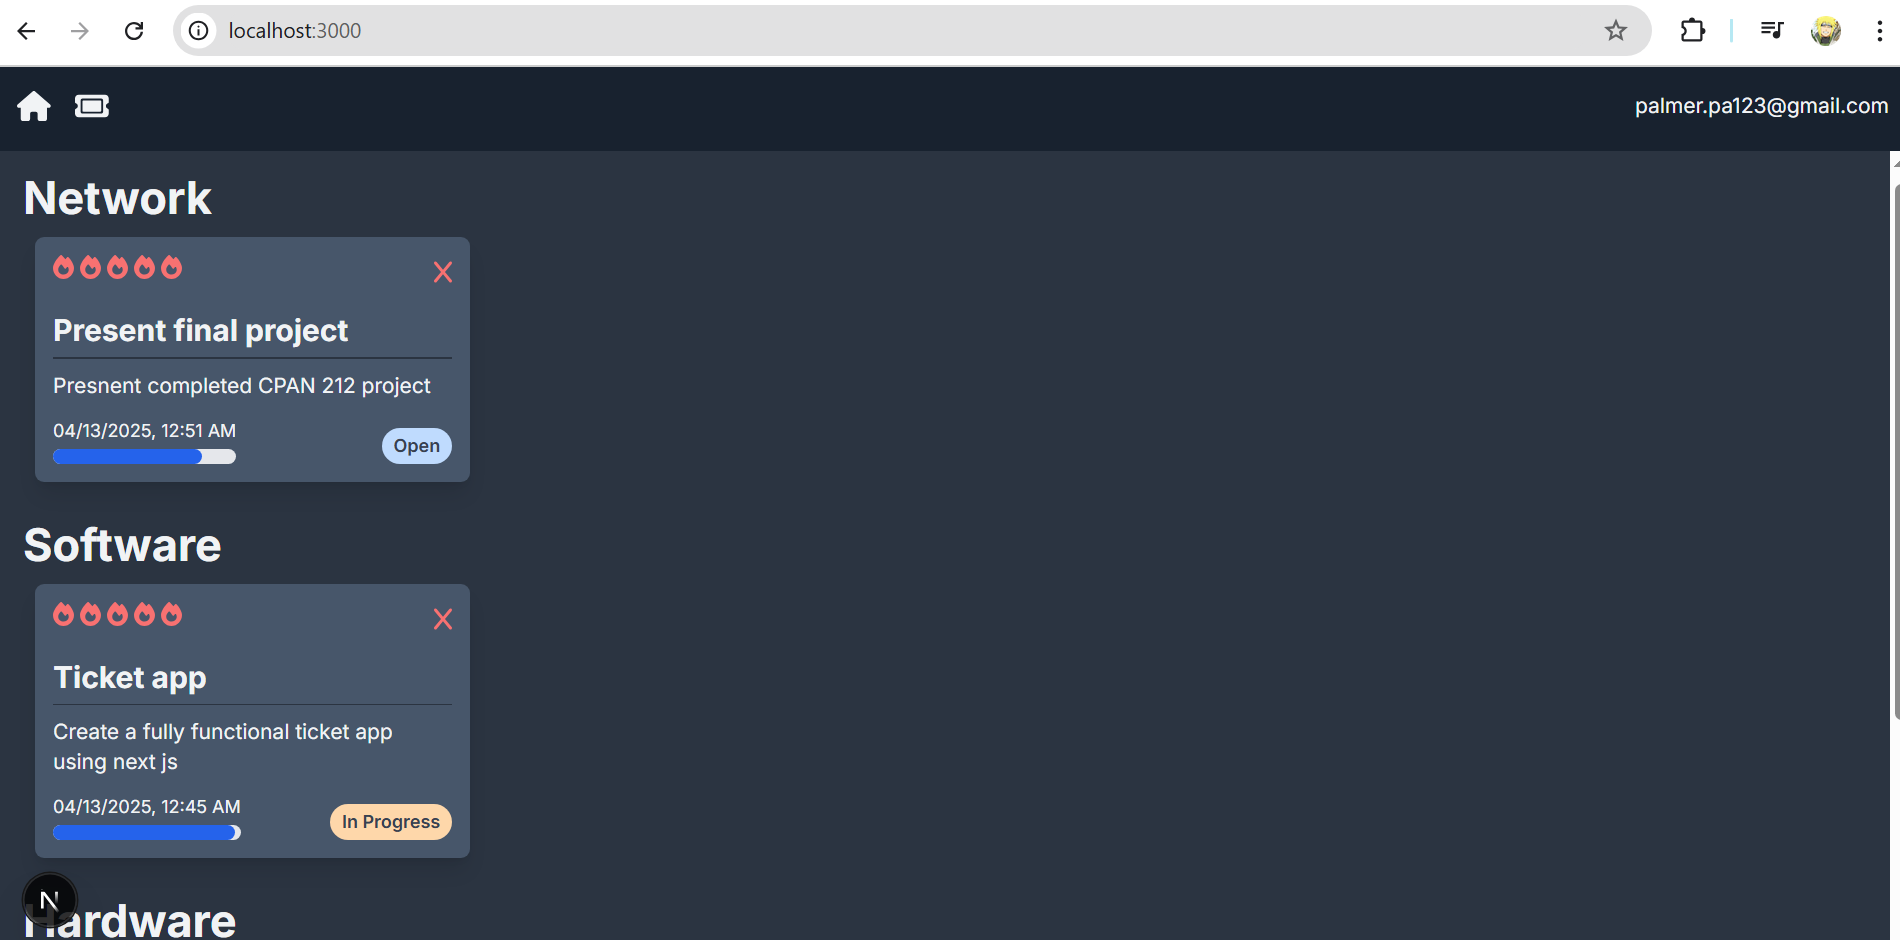 localhost:3000
palmer.pa123@gmail.com
Network
Present final project
Presnent completed CPAN 212 project
04/13/2025, 12:51 AM
Open
Software
Ticket app
Create a fully functional ticket app
using next js
04/13/2025, 12:45 AM
In Progress
N
Hardware